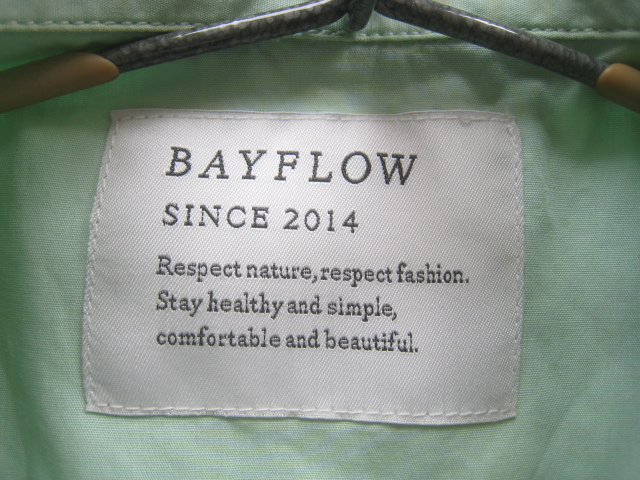 BAYFLOW
SINCE 2014
Respect nature, respect fashion.
Stay healthy and simple,
comfortable and beautiful.